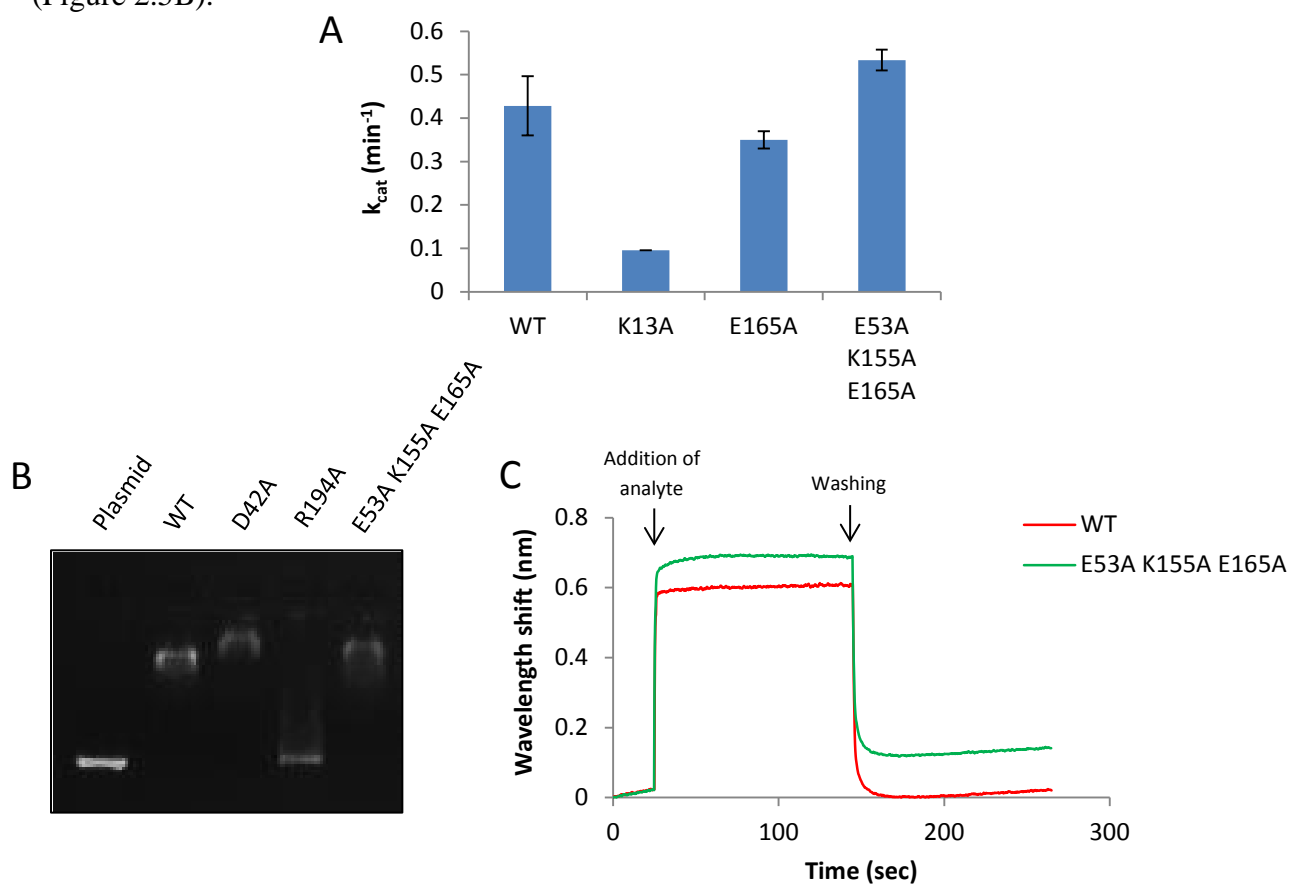 (Figure 2.3B).
A
0.6
0.5
0.4
0.3
0.2
0.1
0
k_cat (min⁻¹)
WT
K13A
E165A
E53A
K155A
E165A
B
Plasmid
WT
D42A
R194A
E53A K155A E165A
C
Addition of
analyte
Washing
0.8
0.6
0.4
0.2
0
Wavelength shift (nm)
0
100
200
300
Time (sec)
WT
E53A K155A E165A